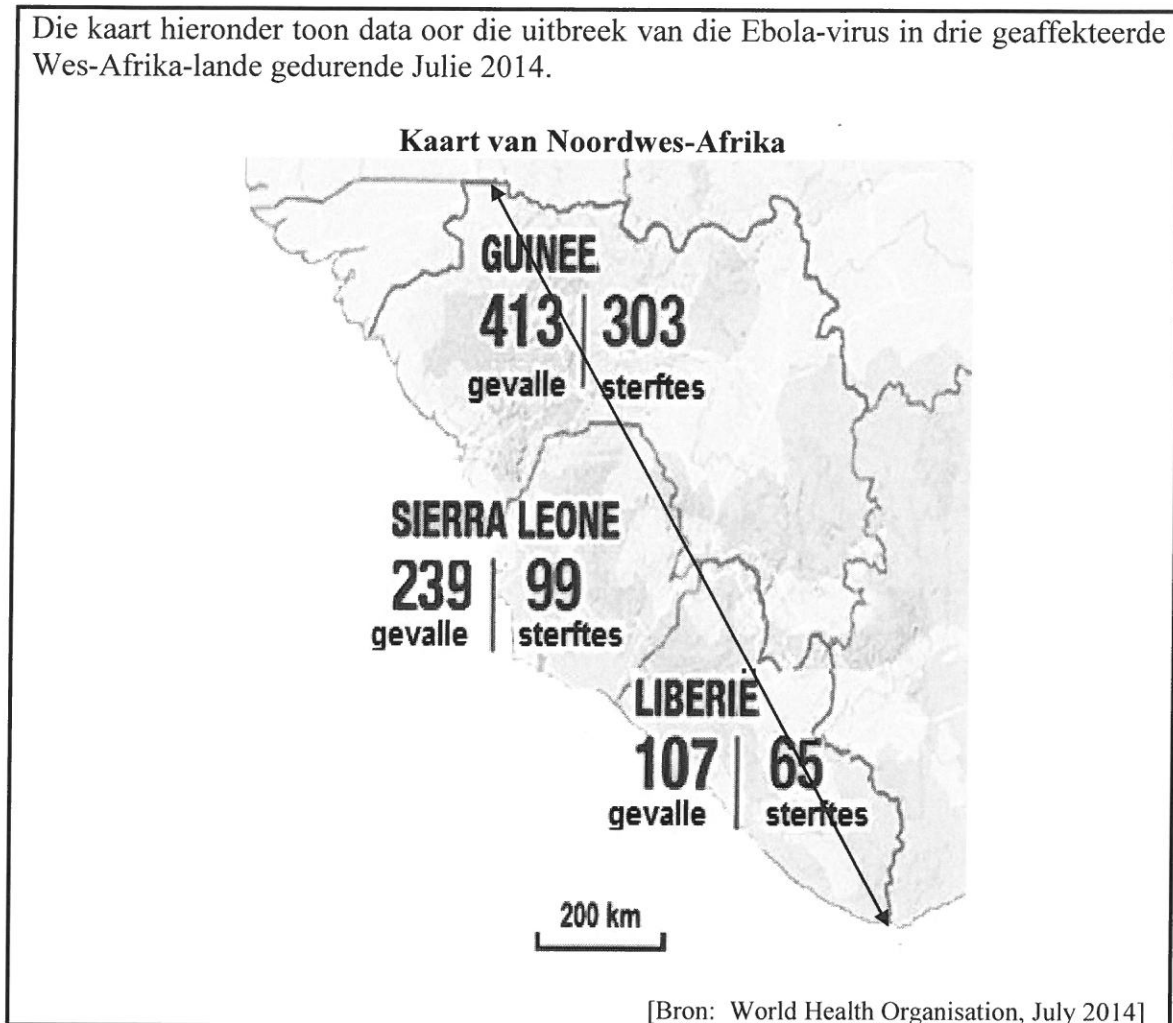 Die kaart hieronder toon data oor die uitbreek van die Ebola-virus in drie geaffekteerde
Wes-Afrika-lande gedurende Julie 2014.
Kaart van Noordwes-Afrika
GUINEE
413 303
gevalle sterftes
SIERRA LEONE
239 99
gevalle sterftes
LIBERIË
107 65
gevalle sterftes
200 km
[Bron: World Health Organisation, July 2014]